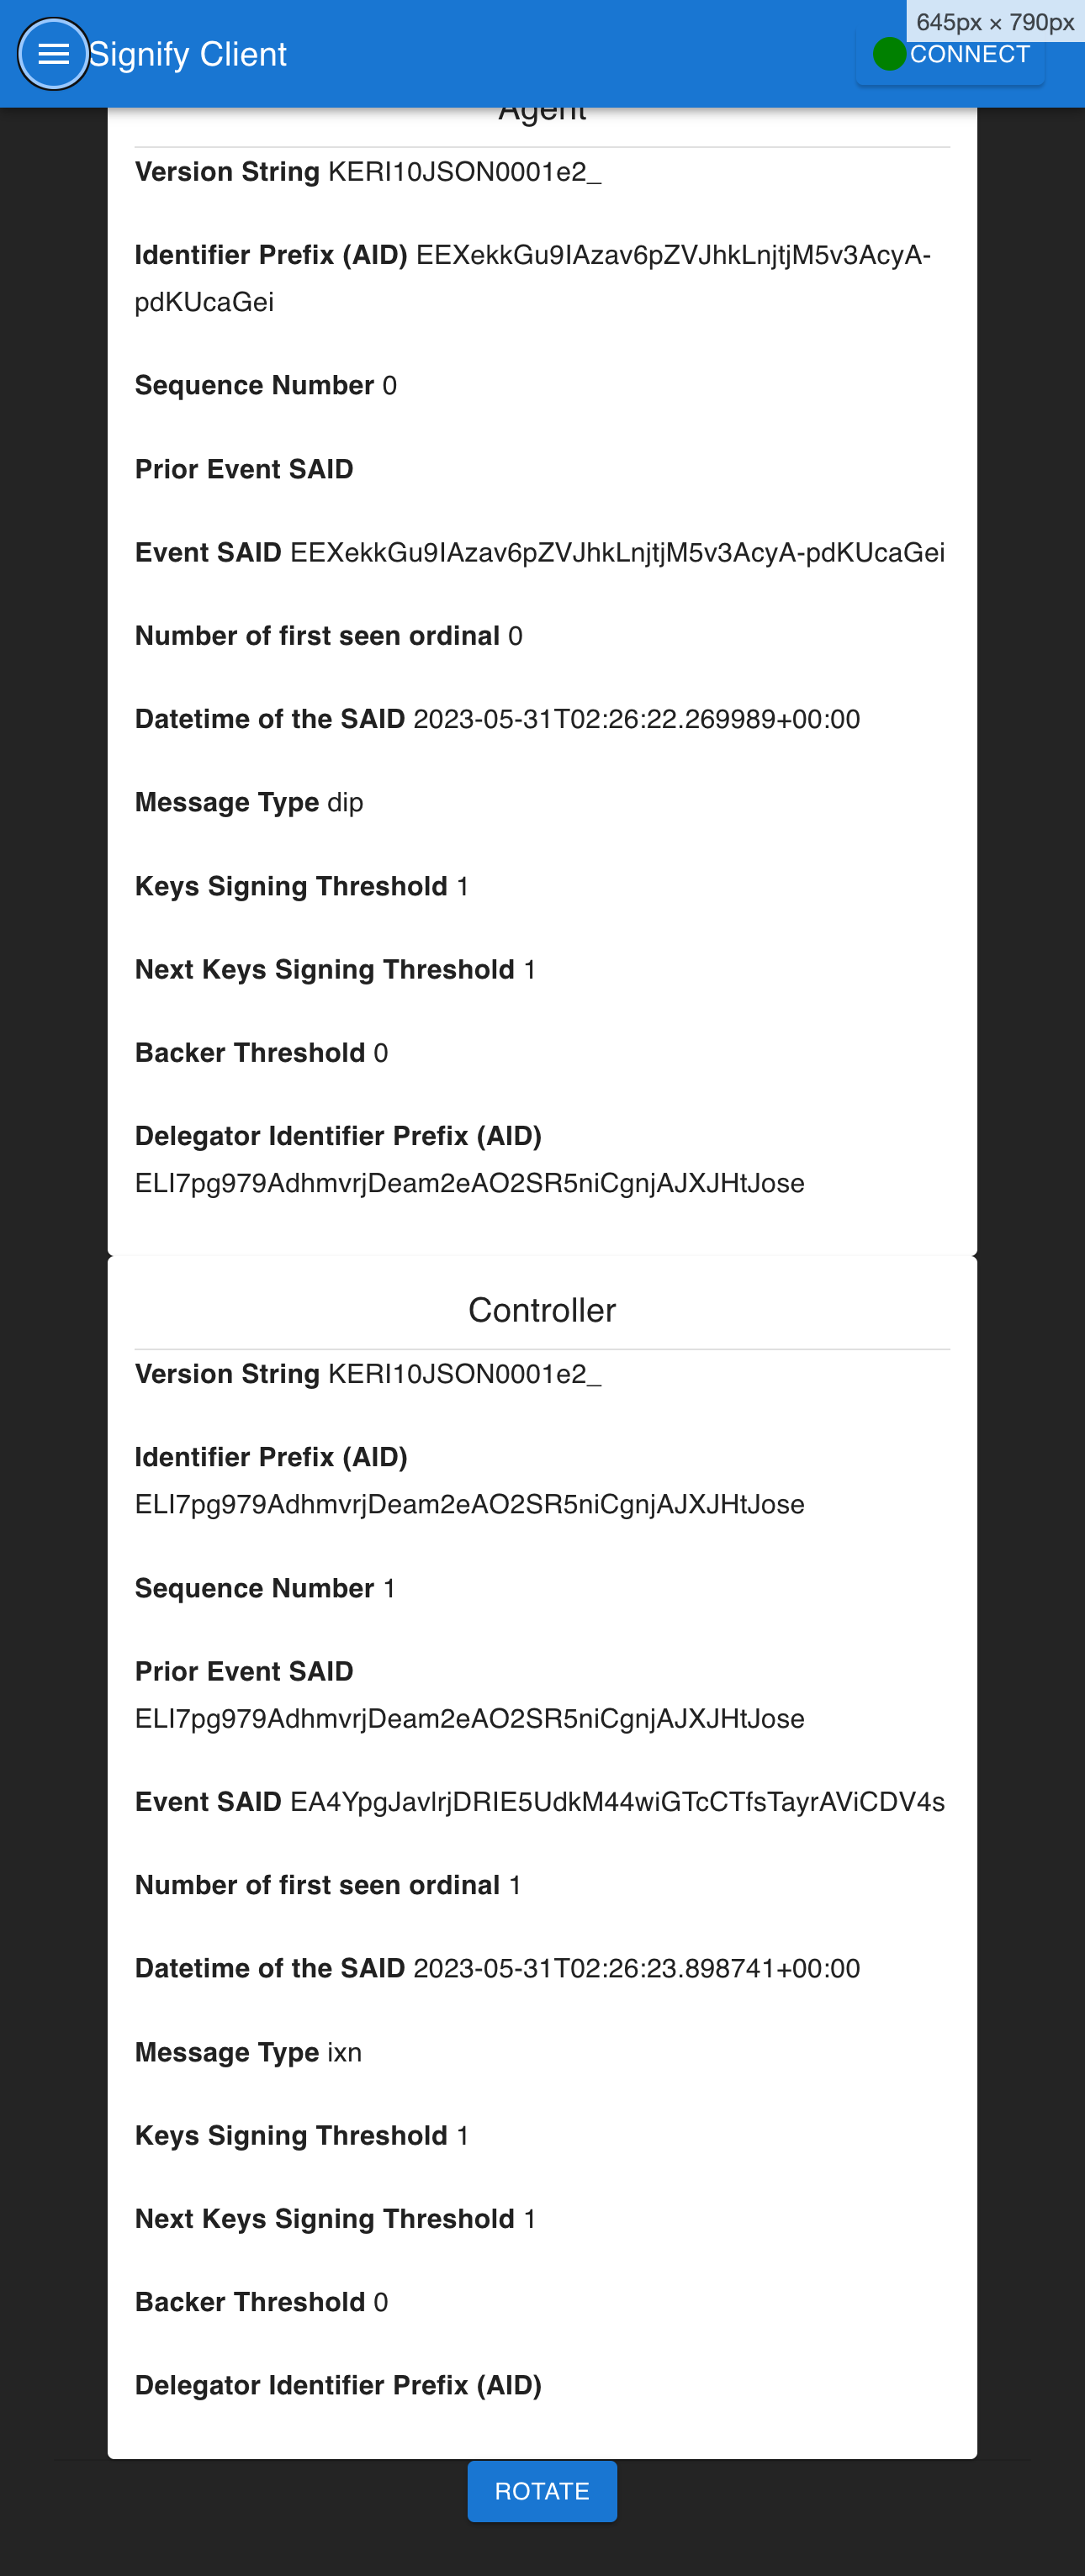 645px × 790px
Signify Client
CONNECT
Agent
Version String KERI10JSON0001e2_
Identifier Prefix (AID) EEXekkGu9IAzav6pZVJhkLnjtjM5v3AcyA-
pdKUcaGei
Sequence Number 0
Prior Event SAID
Event SAID EEXekkGu9IAzav6pZVJhkLnjtjM5v3AcyA-pdKUcaGei
Number of first seen ordinal 0
Datetime of the SAID 2023-05-31T02:26:22.269989+00:00
Message Type dip
Keys Signing Threshold 1
Next Keys Signing Threshold 1
Backer Threshold 0
Delegator Identifier Prefix (AID)
ELI7pg979AdhmvrjDeam2eAO2SR5niCgnjAJXJHtJose
Controller
Version String KERI10JSON0001e2_
Identifier Prefix (AID)
ELI7pg979AdhmvrjDeam2eAO2SR5niCgnjAJXJHtJose
Sequence Number 1
Prior Event SAID
ELI7pg979AdhmvrjDeam2eAO2SR5niCgnjAJXJHtJose
Event SAID EA4YpgJavlrjDRIE5UdkM44wiGTcCTfsTayrAViCDV4s
Number of first seen ordinal 1
Datetime of the SAID 2023-05-31T02:26:23.898741+00:00
Message Type ixn
Keys Signing Threshold 1
Next Keys Signing Threshold 1
Backer Threshold 0
Delegator Identifier Prefix (AID)
ROTATE